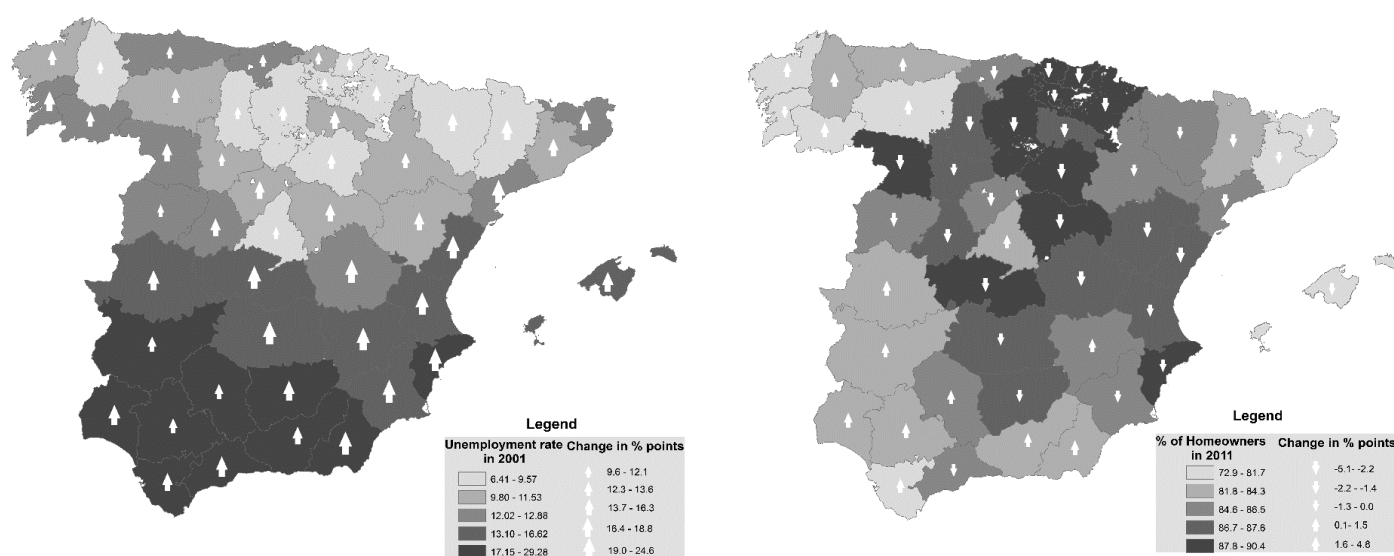 Legend
Unemployment rate in 2001
Change in % points
6.41 - 9.57
9.80 - 11.53
12.02 - 12.88
13.10 - 16.62
17.15 - 29.28
9.6 - 12.1
12.3 - 13.6
13.7 - 16.3
16.4 - 18.8
19.0 - 24.6
Legend
% of Homeowners in 2011
Change in % points
72.9 - 81.7
81.8 - 84.3
84.6 - 86.5
86.7 - 87.6
87.8 - 90.4
-5.1- -2.2
-2.2 - -1.4
-1.3 - 0.0
0.1- 1.5
1.6 - 4.8